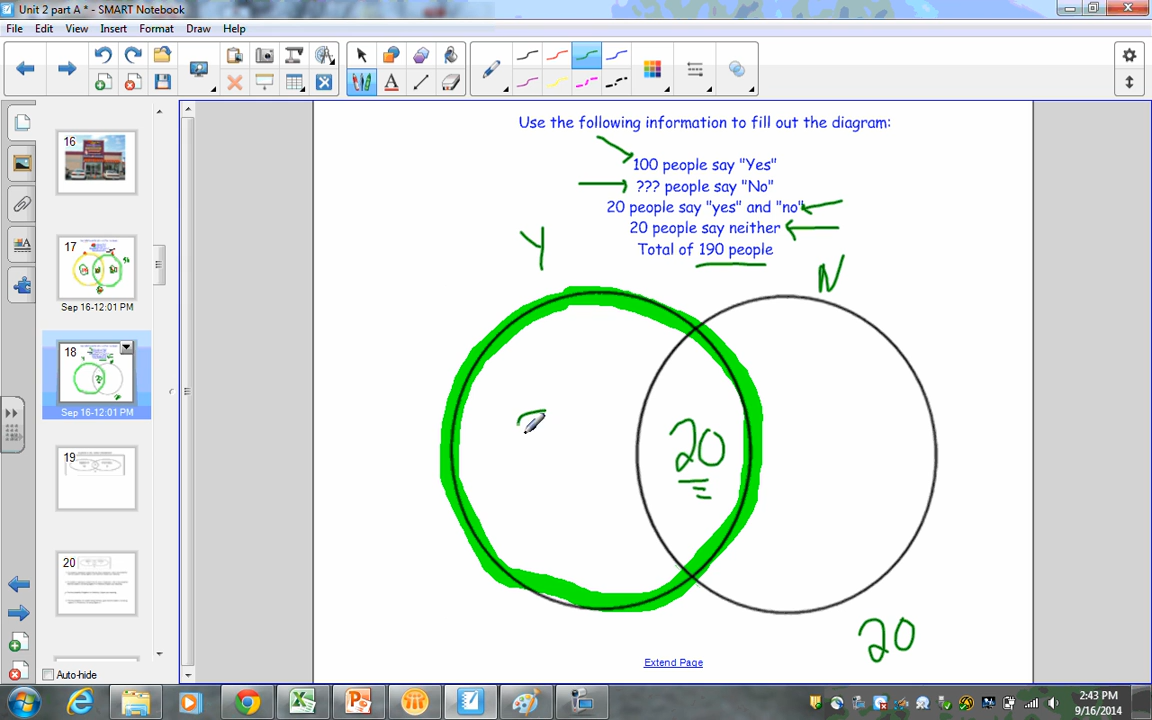 Unit 2 part A * - SMART Notebook
File Edit View Insert Format Draw Help
16
17
Sep 16-12:01 PM
18
Sep 16-12:01 PM
19
20
Auto-hide
Use the following information to fill out the diagram:
100 people say "Yes"
??? people say "No"
20 people say "yes" and "no"
20 people say neither
Total of 190 people
Y
N
20
20
Extend Page
2:43 PM
9/16/2014